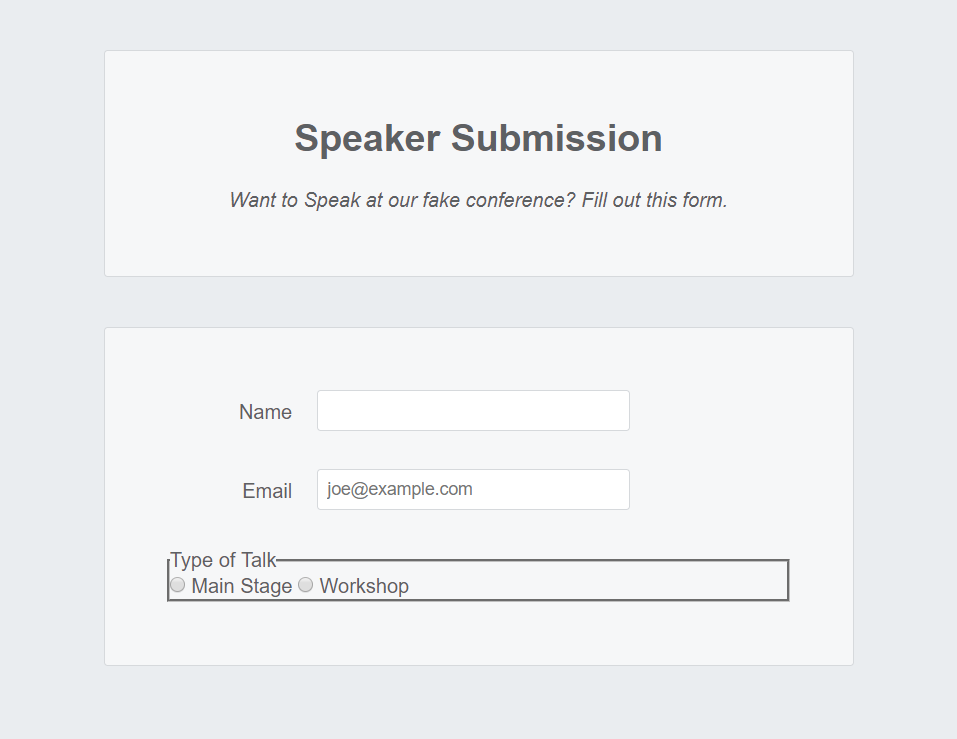 Speaker Submission
Want to Speak at our fake conference? Fill out this form.
Name
Email
joe@example.com
Type of Talk
Main Stage Workshop